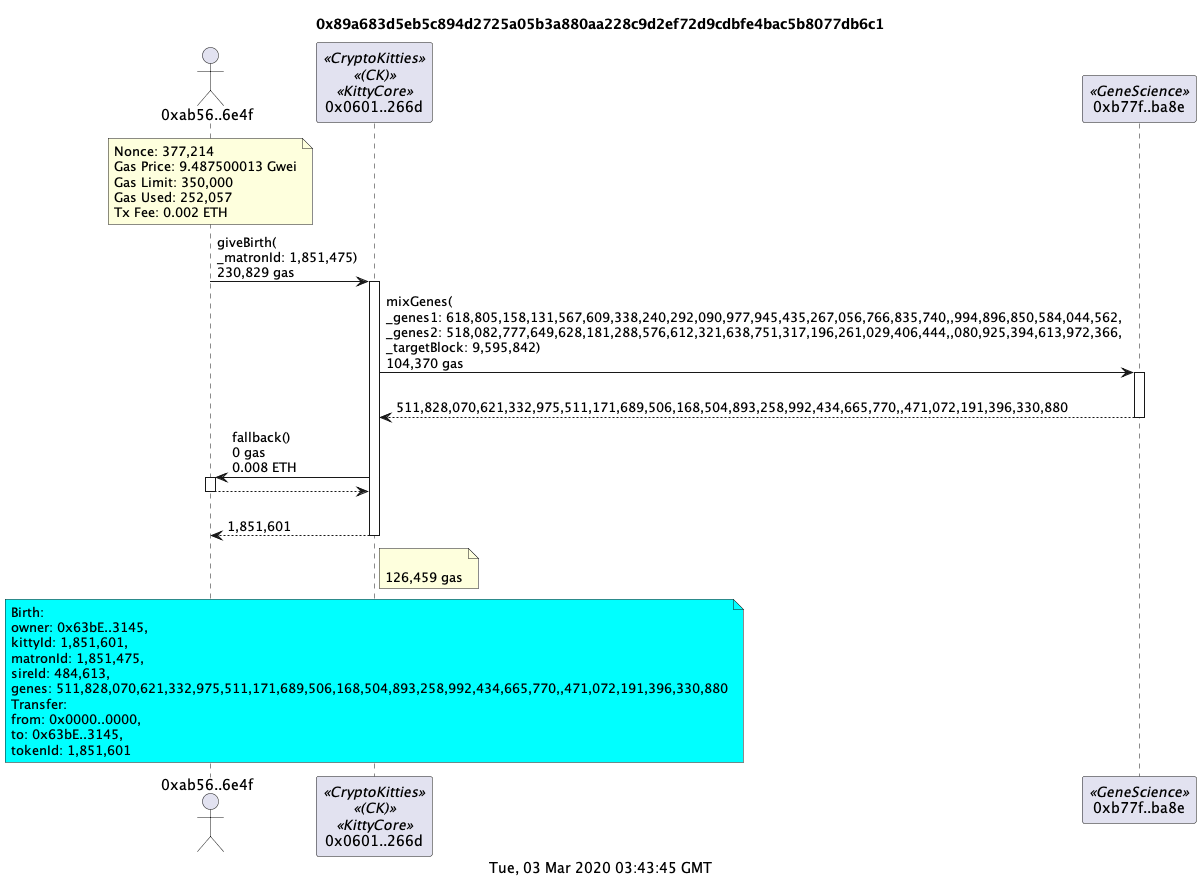 0x89a683d5eb5c894d2725a05b3a880aa228c9d2ef72d9cdbfe4bac5b8077db6c1
0xab56..6e4f
«CryptoKitties»
«(CK)»
«KittyCore»
0x0601..266d
«GeneScience»
0xb77f..ba8e
Nonce: 377,214
Gas Price: 9.487500013 Gwei
Gas Limit: 350,000
Gas Used: 252,057
Tx Fee: 0.002 ETH
giveBirth(
_matronId: 1,851,475)
230,829 gas
mixGenes(
_genes1: 618,805,158,131,567,609,338,240,292,090,977,945,435,267,056,766,835,740,,994,896,850,584,044,562,
_genes2: 518,082,777,649,628,181,288,576,612,321,638,751,317,196,261,029,406,444,,080,925,394,613,972,366,
_targetBlock: 9,595,842)
104,370 gas
511,828,070,621,332,975,511,171,689,506,168,504,893,258,992,434,665,770,,471,072,191,396,330,880
fallback()
0 gas
0.008 ETH
1,851,601
126,459 gas
Birth:
owner: 0x63bE..3145,
kittyId: 1,851,601,
matronId: 1,851,475,
sireId: 484,613,
genes: 511,828,070,621,332,975,511,171,689,506,168,504,893,258,992,434,665,770,,471,072,191,396,330,880
Transfer:
from: 0x0000..0000,
to: 0x63bE..3145,
tokenId: 1,851,601
0xab56..6e4f
«CryptoKitties»
«(CK)»
«KittyCore»
0x0601..266d
«GeneScience»
0xb77f..ba8e
Tue, 03 Mar 2020 03:43:45 GMT